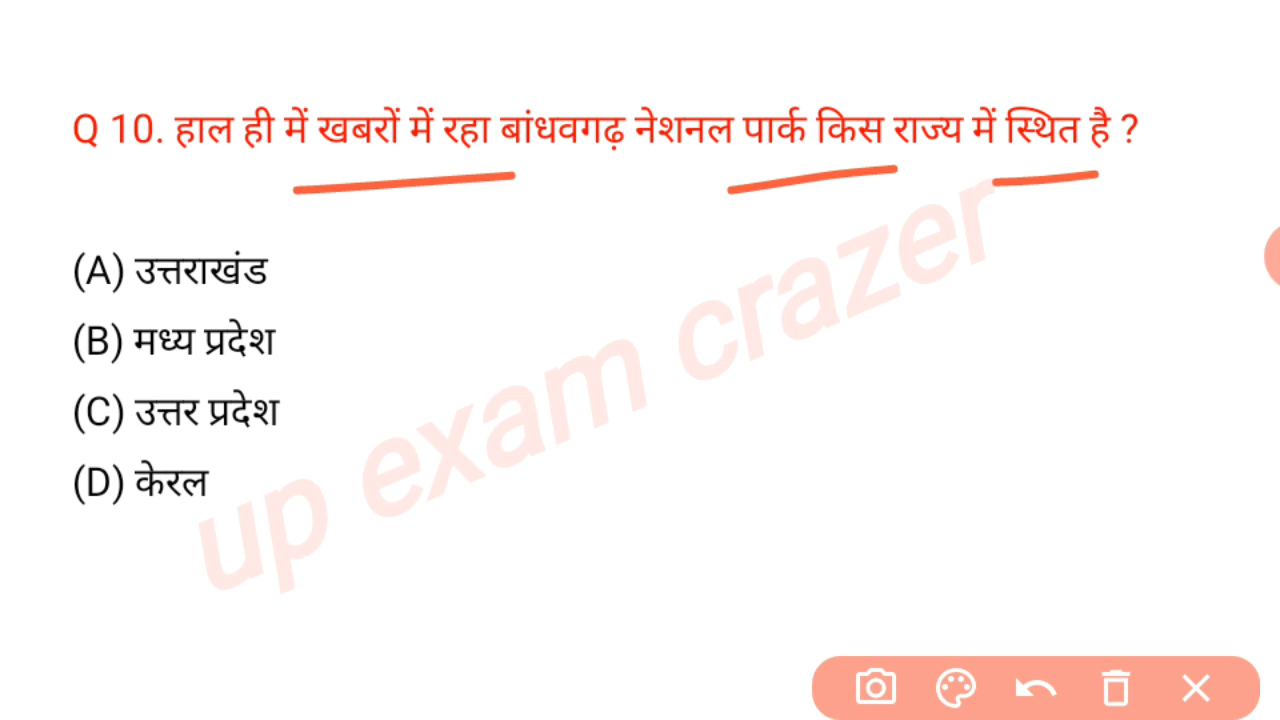 Q 10. हाल ही में खबरों में रहा बांधवगढ़ नेशनल पार्क किस राज्य में स्थित है ?
(A) उत्तराखंड
(B) मध्य प्रदेश
(C) उत्तर प्रदेश
(D) केरल
up exam crazer